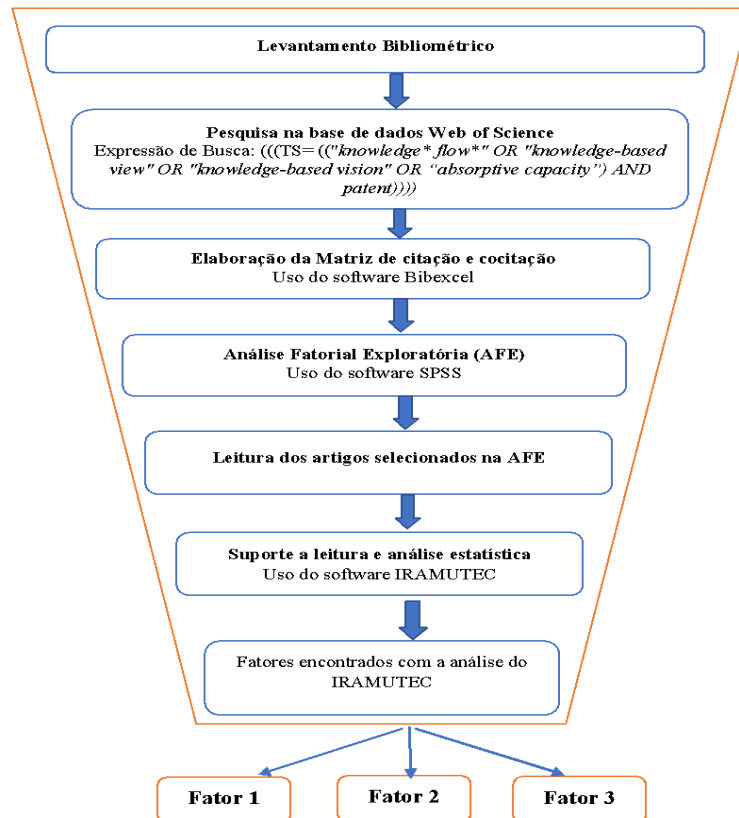 Levantamento Bibliométrico
Pesquisa na base de dados Web of Science
Expressão de Busca: (((TS= (("knowledge* flow*" OR "knowledge-based
view" OR "knowledge-based vision" OR “absorptive capacity”) AND
patent))))
Elaboração da Matriz de citação e cocitação
Uso do software Bibexcel
Análise Fatorial Exploratória (AFE)
Uso do software SPSS
Leitura dos artigos selecionados na AFE
Suporte a leitura e análise estatística
Uso do software IRAMUTEC
Fatores encontrados com a análise do
IRAMUTEC
Fator 1
Fator 2
Fator 3